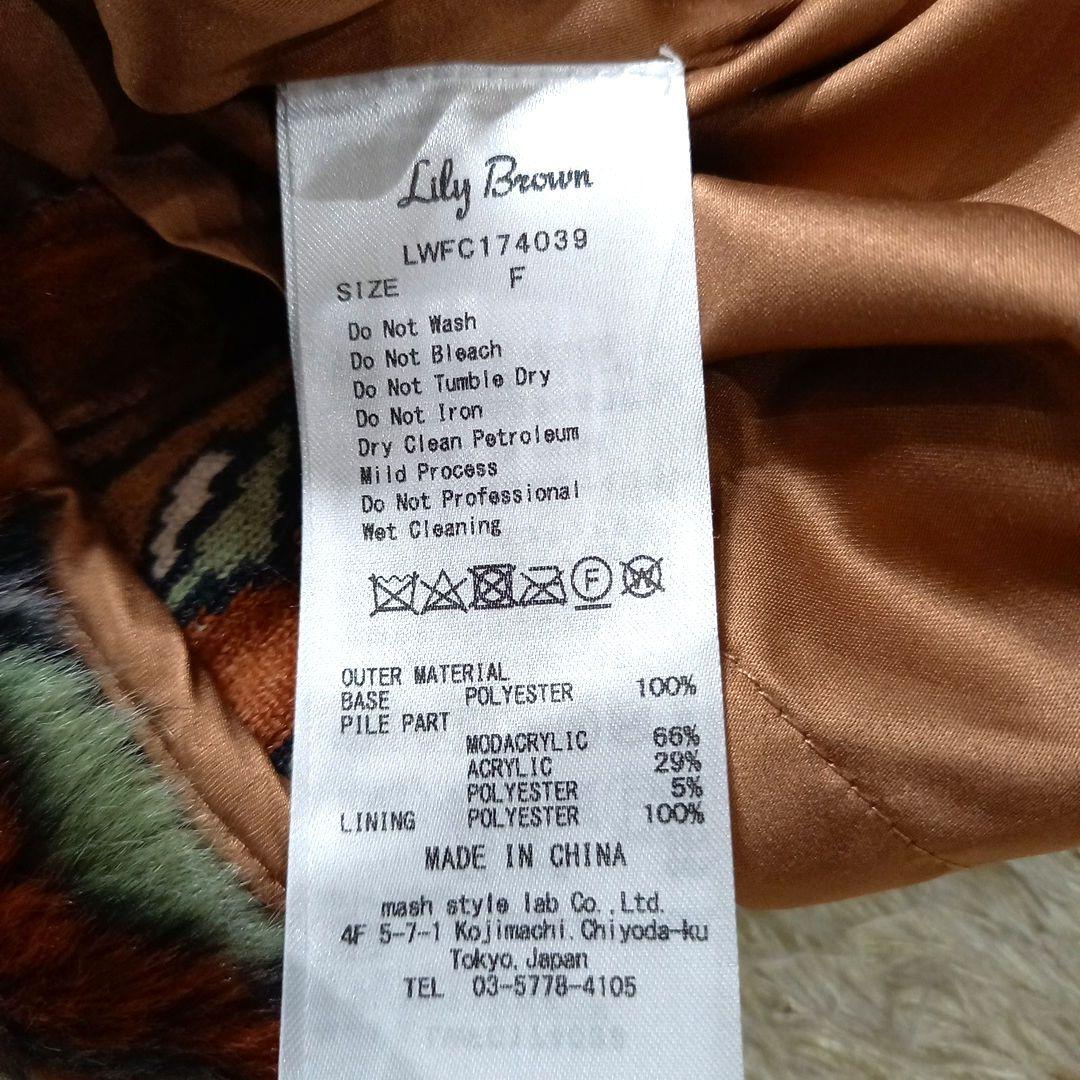 Lily Brown
LWFC174039
SIZE F
Do Not Wash
Do Not Bleach
Do Not Tumble Dry
Do Not Iron
Dry Clean Petroleum
Mild Process
Do Not Professional
Wet Cleaning
F W
OUTER MATERIAL
BASE POLYESTER 100%
PILE PART
MODACRYLIC 66%
ACRYLIC 29%
POLYESTER 5%
LINING POLYESTER 100%
MADE IN CHINA
mash style lab Co.,Ltd.
4F 5-7-1 Kojimachi,Chiyoda-ku
Tokyo,Japan
TEL 03-5778-4105